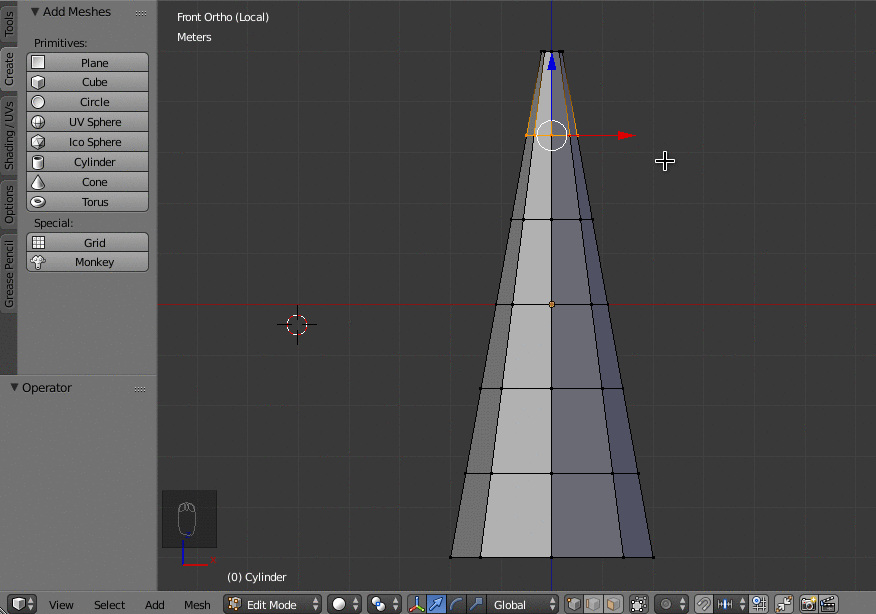 Tools
Create
Shading / UVs
Options
Grease Pencil
Add Meshes
Primitives:
Plane
Cube
Circle
UV Sphere
Ico Sphere
Cylinder
Cone
Torus
Special:
Grid
Monkey
Operator
Front Ortho (Local)
Meters
(0) Cylinder
View
Select
Add
Mesh
Edit Mode
Global